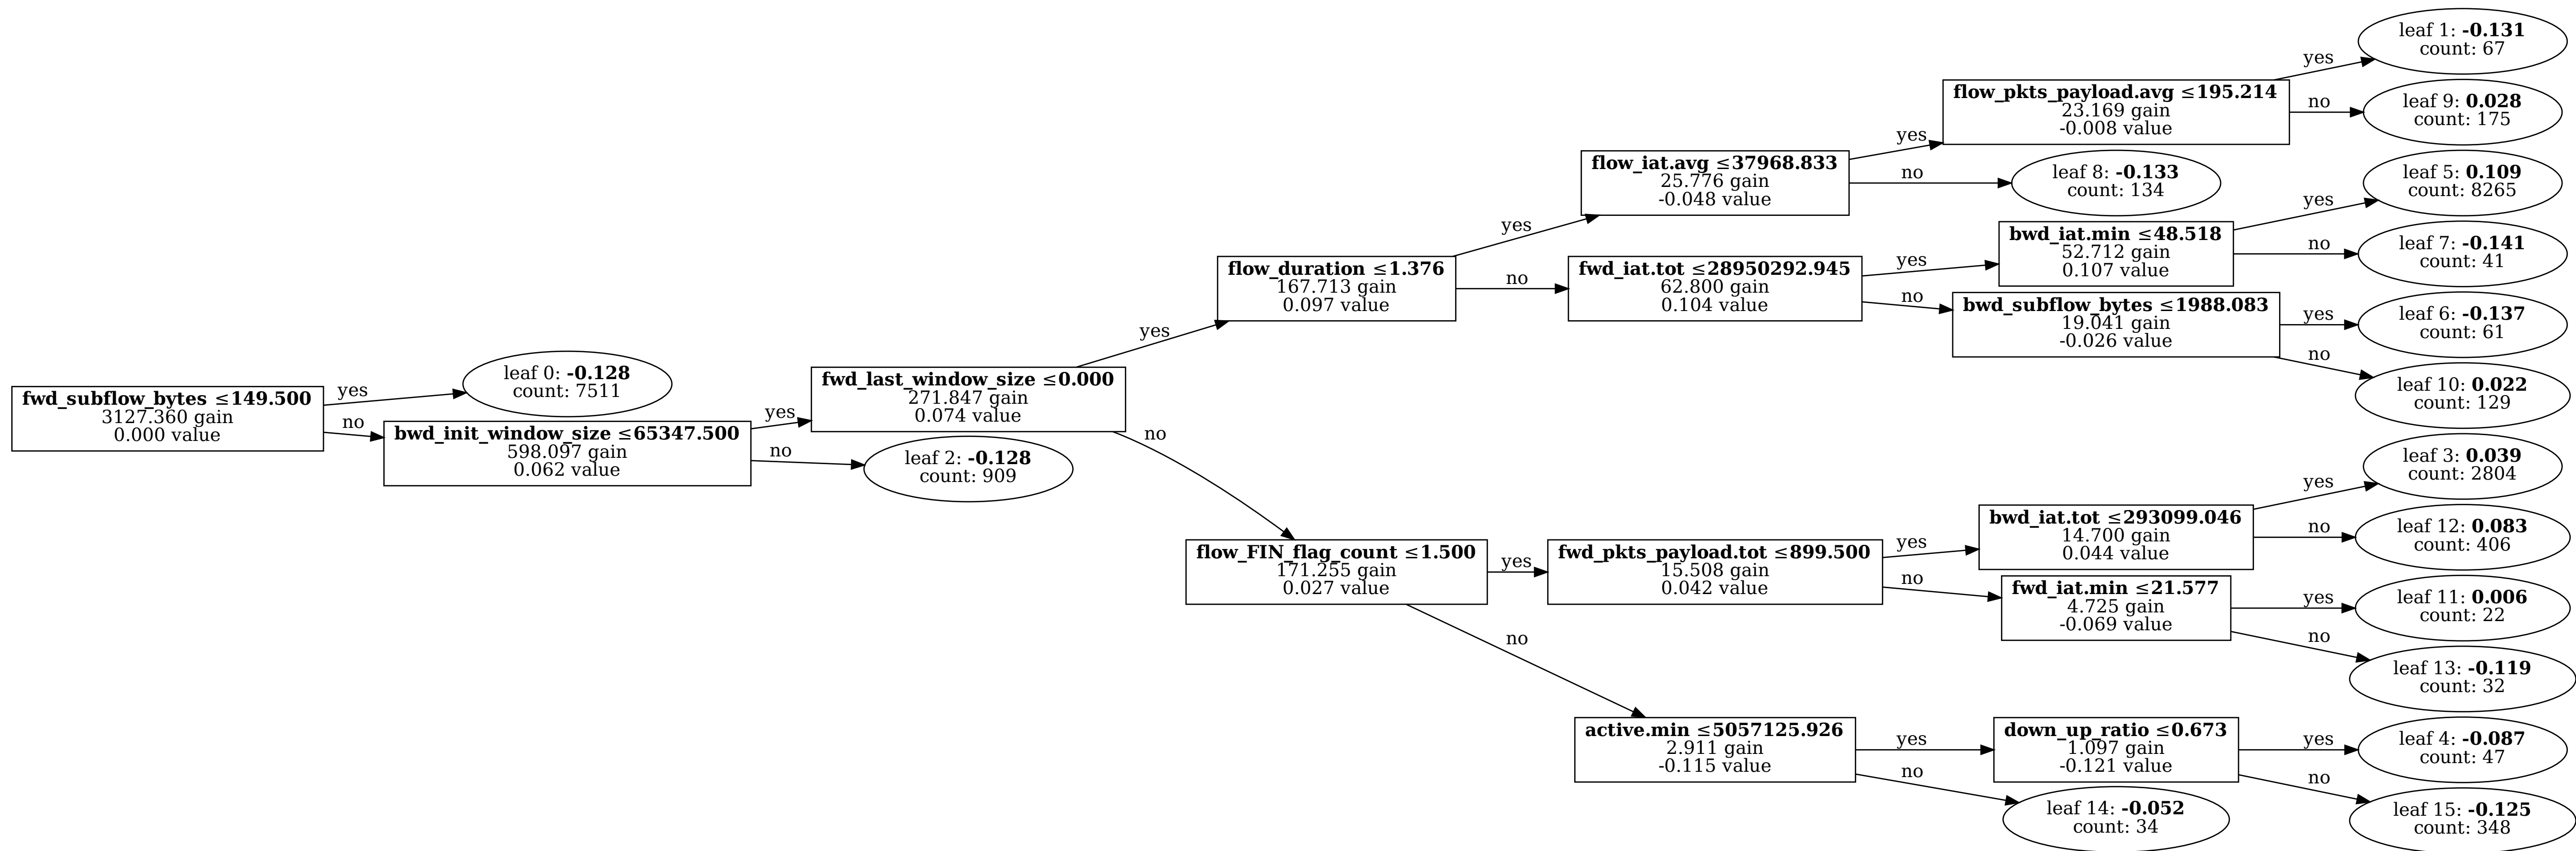 fwd_subflow_bytes ≤149.500
3127.360 gain
0.000 value
yes
no
leaf 0: -0.128
count: 7511
bwd_init_window_size ≤65347.500
598.097 gain
0.062 value
yes
no
fwd_last_window_size ≤0.000
271.847 gain
0.074 value
leaf 2: -0.128
count: 909
yes
no
flow_duration ≤1.376
167.713 gain
0.097 value
yes
no
flow_iat.avg ≤37968.833
25.776 gain
-0.048 value
yes
no
flow_pkts_payload.avg ≤195.214
23.169 gain
-0.008 value
yes
no
leaf 1: -0.131
count: 67
leaf 9: 0.028
count: 175
leaf 8: -0.133
count: 134
fwd_iat.tot ≤28950292.945
62.800 gain
0.104 value
yes
no
bwd_iat.min ≤48.518
52.712 gain
0.107 value
yes
no
leaf 5: 0.109
count: 8265
leaf 7: -0.141
count: 41
bwd_subflow_bytes ≤1988.083
19.041 gain
-0.026 value
yes
no
leaf 6: -0.137
count: 61
leaf 10: 0.022
count: 129
flow_FIN_flag_count ≤1.500
171.255 gain
0.027 value
yes
no
fwd_pkts_payload.tot ≤899.500
15.508 gain
0.042 value
yes
no
bwd_iat.tot ≤293099.046
14.700 gain
0.044 value
yes
no
leaf 3: 0.039
count: 2804
leaf 12: 0.083
count: 406
fwd_iat.min ≤21.577
4.725 gain
-0.069 value
yes
no
leaf 11: 0.006
count: 22
leaf 13: -0.119
count: 32
active.min ≤5057125.926
2.911 gain
-0.115 value
yes
no
down_up_ratio ≤0.673
1.097 gain
-0.121 value
yes
no
leaf 4: -0.087
count: 47
leaf 15: -0.125
count: 348
leaf 14: -0.052
count: 34